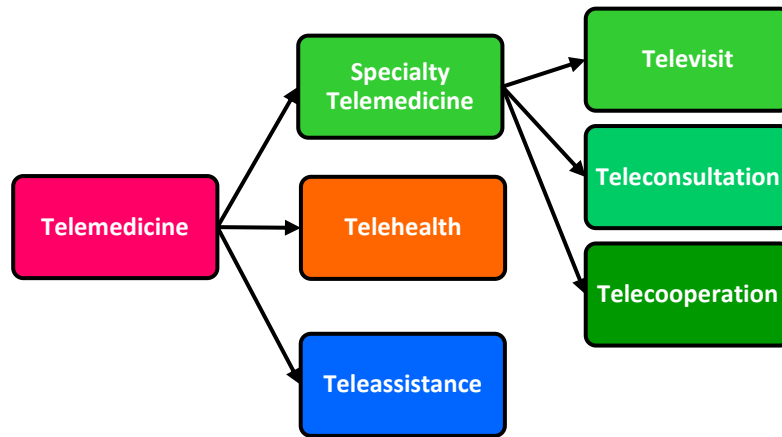 Specialty
Telemedicine
Televisit
Teleconsultation
Telemedicine
Telehealth
Telecooperation
Teleassistance